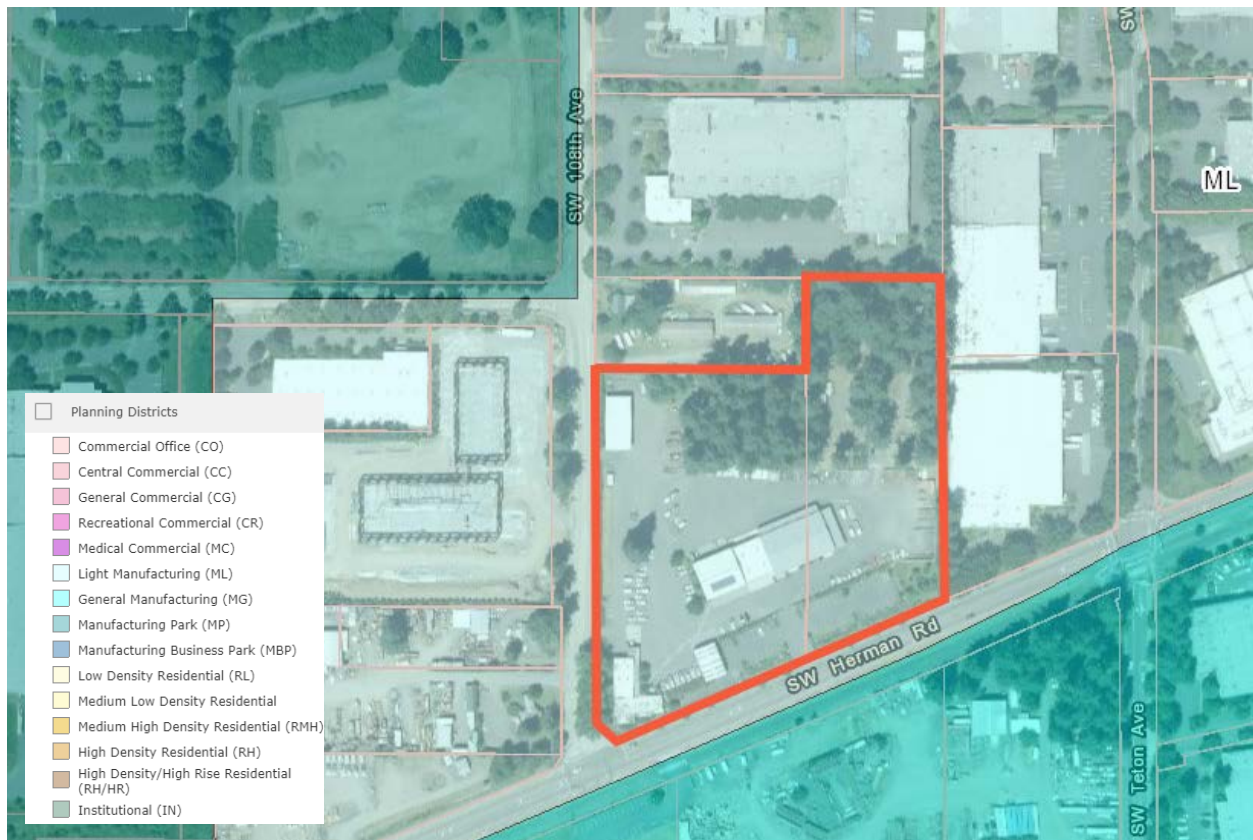 SW
SW 108th Ave
ML
Planning Districts
Commercial Office (CO)
Central Commercial (CC)
General Commercial (CG)
Recreational Commercial (CR)
Medical Commercial (MC)
Light Manufacturing (ML)
General Manufacturing (MG)
Manufacturing Park (MP)
Manufacturing Business Park (MBP)
Low Density Residential (RL)
Medium Low Density Residential
Medium High Density Residential (RMH)
High Density Residential (RH)
High Density/High Rise Residential
(RH/HR)
Institutional (IN)
SW Herman Rd
SW Teton Ave